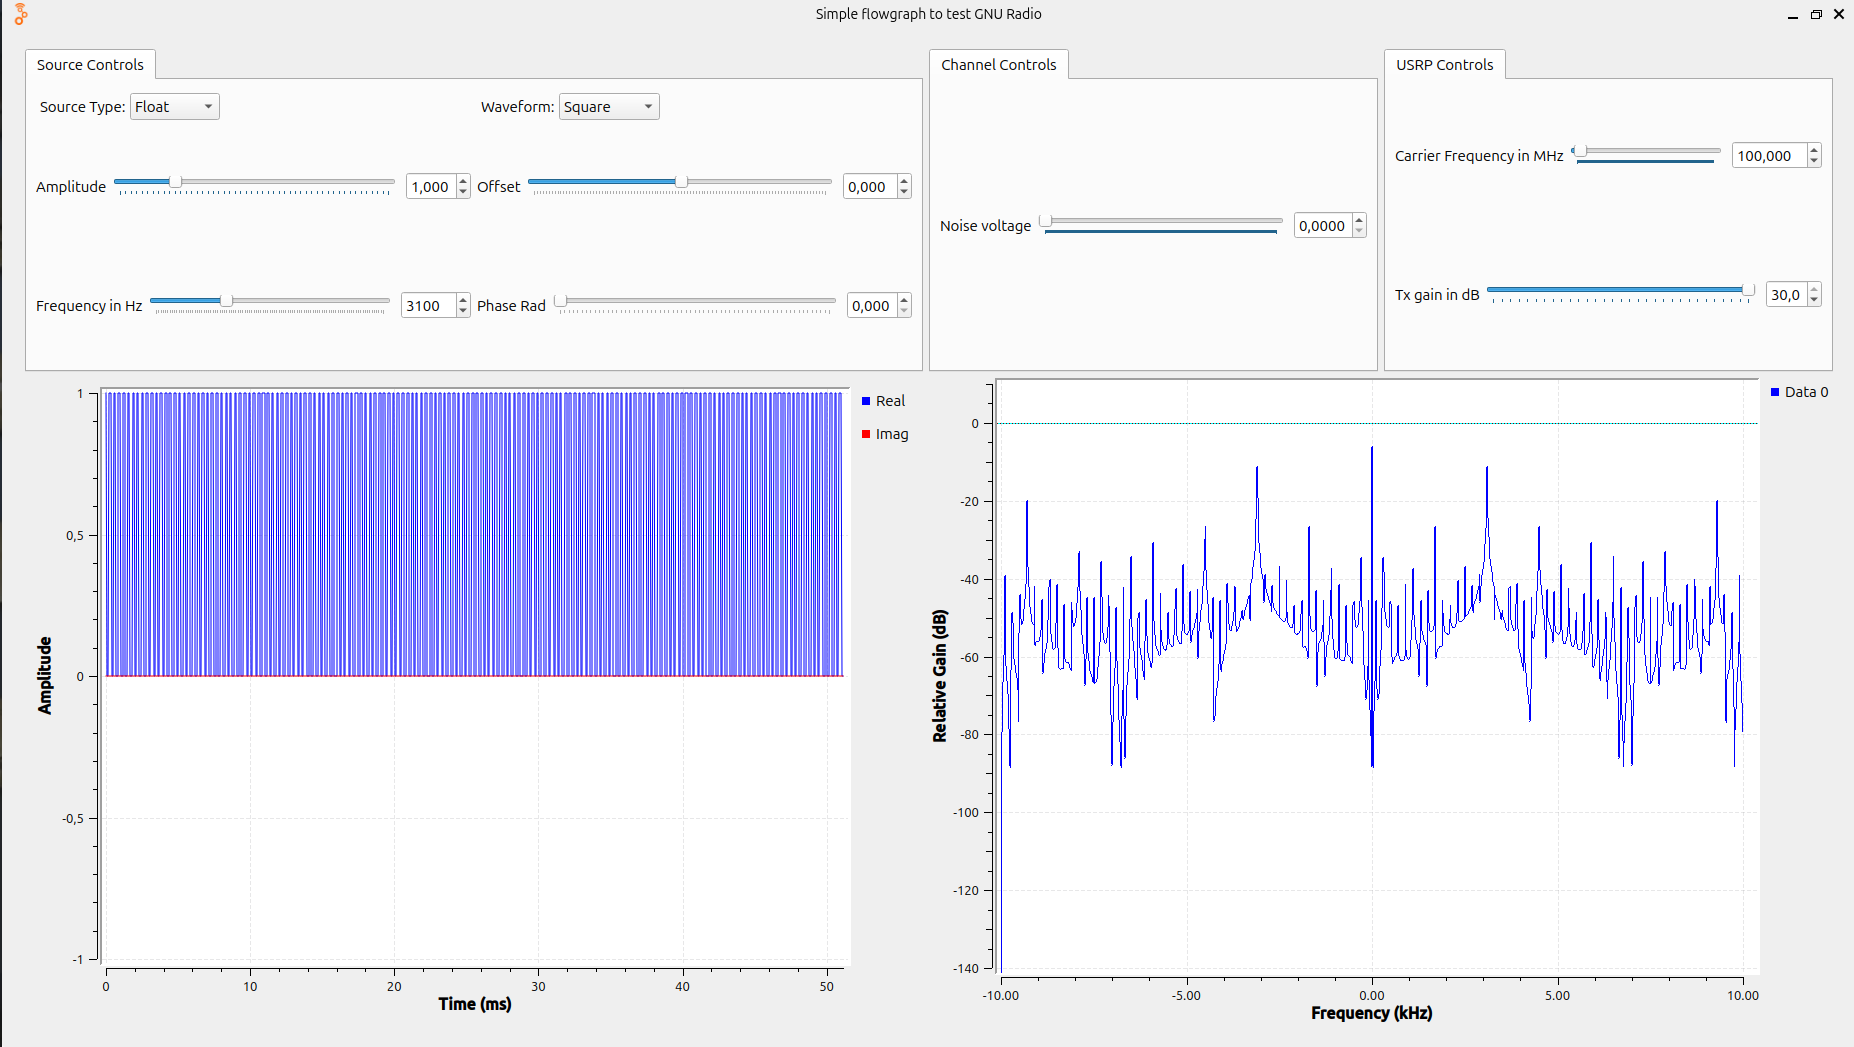 Simple flowgraph to test GNU Radio
Source Controls
Source Type: Float
Waveform: Square
Amplitude 1,000
Offset 0,000
Frequency in Hz 3100
Phase Rad 0,000
Channel Controls
Noise voltage 0,0000
USRP Controls
Carrier Frequency in MHz 100,000
Tx gain in dB 30,0
1
0,5
0
-0,5
-1
Amplitude
0 10 20 30 40 50
Time (ms)
Real
Imag
0
-20
-40
-60
-80
-100
-120
-140
Relative Gain (dB)
-10.00 -5.00 0.00 5.00 10.00
Frequency (kHz)
Data 0